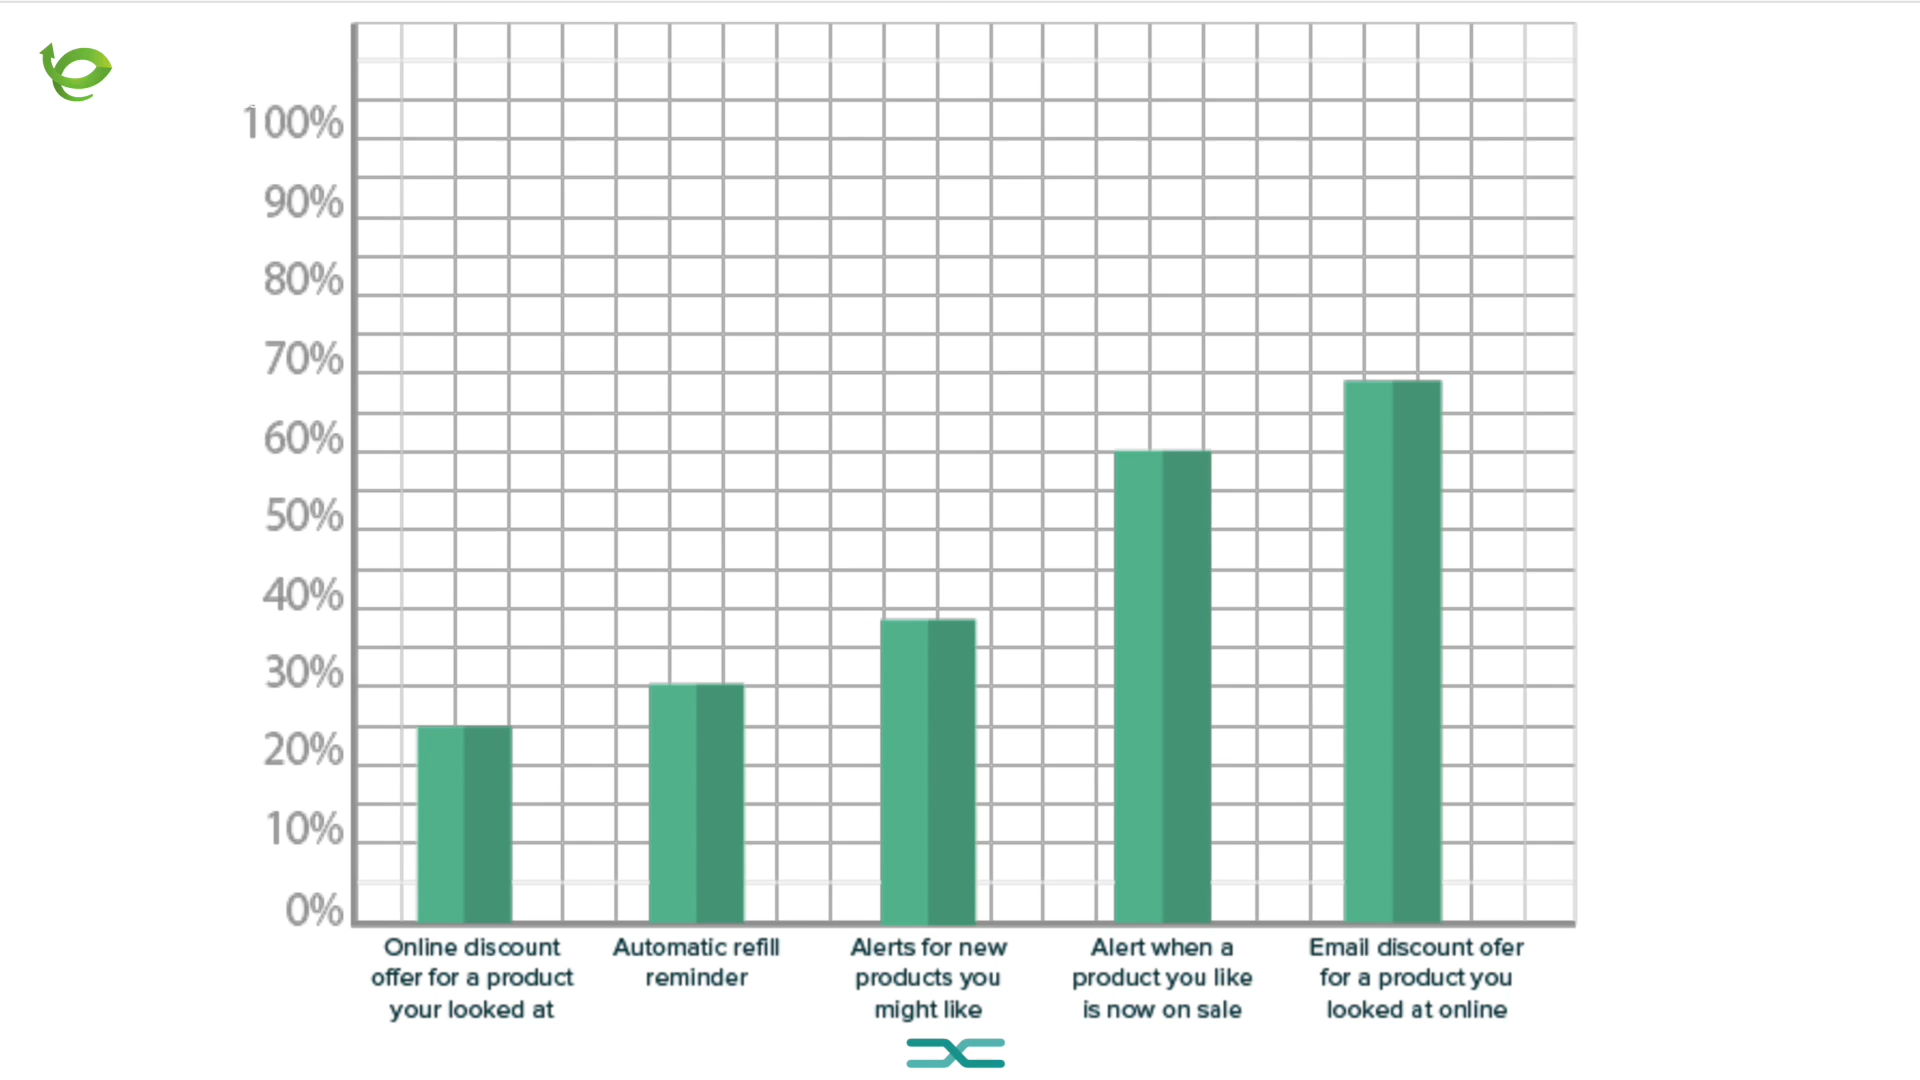 100%
90%
80%
70%
60%
50%
40%
30%
20%
10%
0%
Online discount
offer for a product
your looked at
Automatic refill
reminder
Alerts for new
products you
might like
Alert when a
product you like
is now on sale
Email discount ofer
for a product you
looked at online